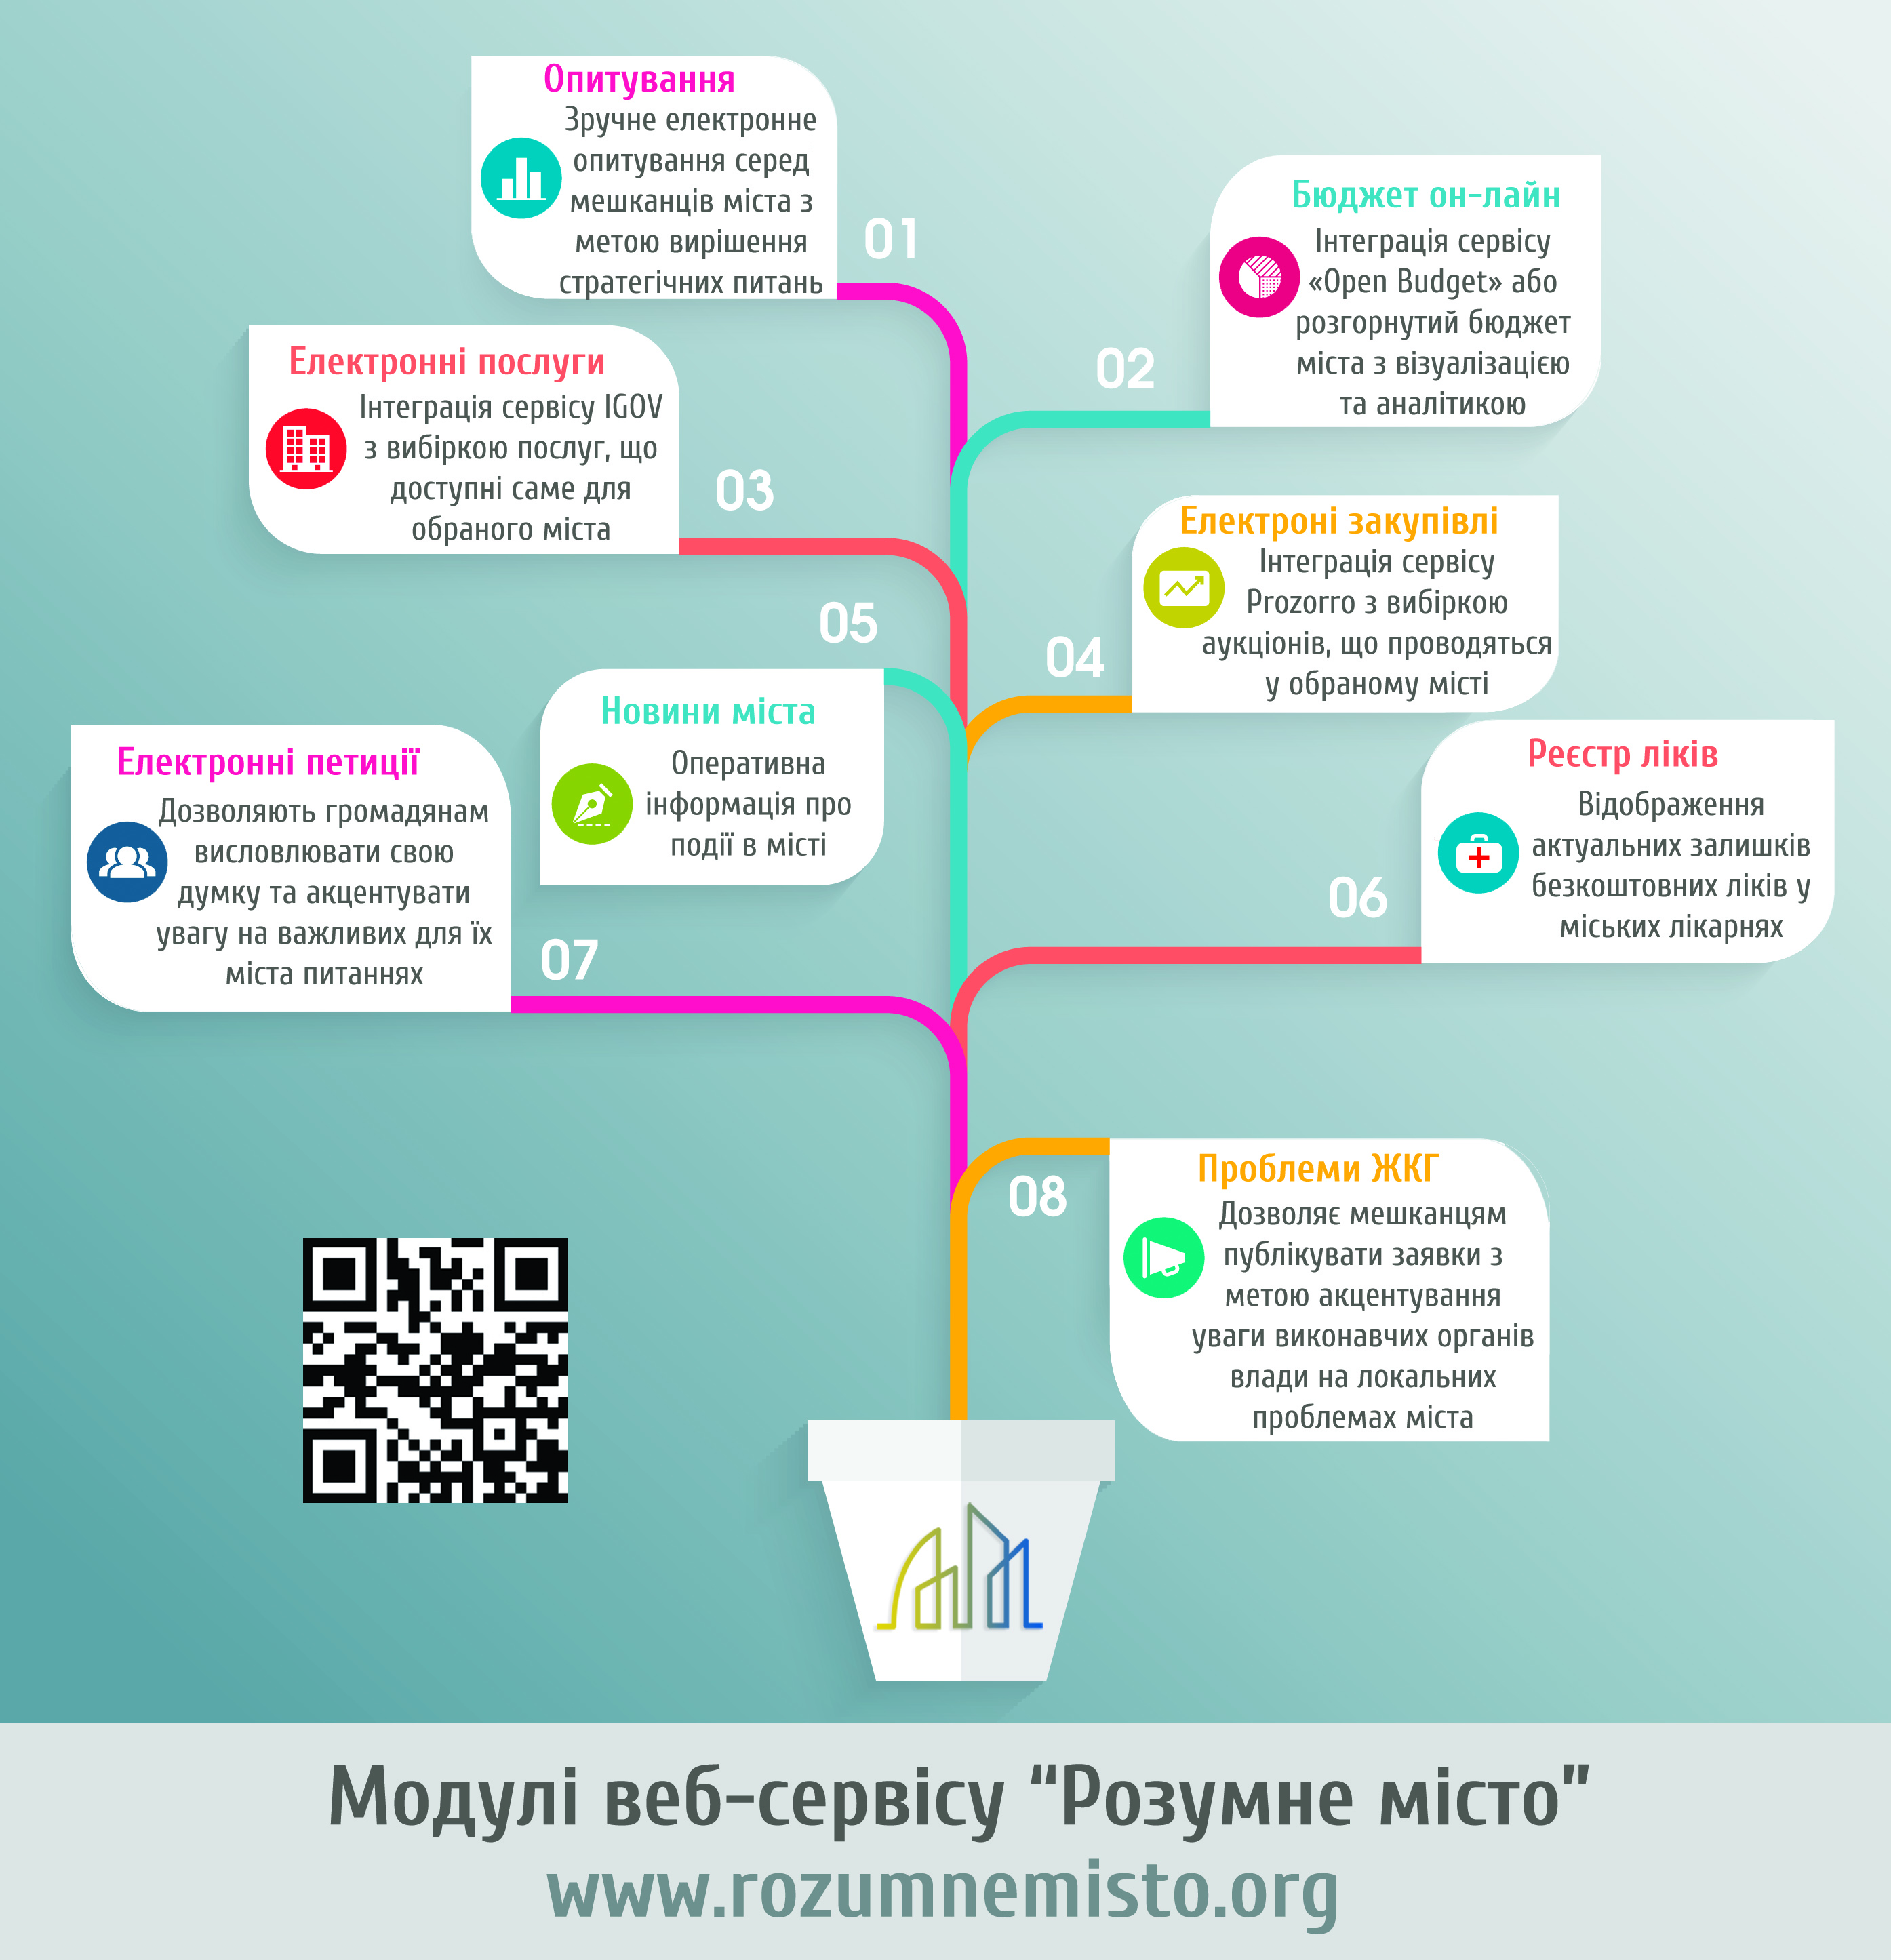 Опитування
Зручне електронне
опитування серед
мешканців міста з
метою вирішення
стратегічних питань
01
Бюджет он-лайн
Інтеграція сервісу
«Open Budget» або
розгорнутий бюджет
міста з візуалізацією
та аналітикою
02
Електронні послуги
Інтеграція сервісу IGOV
з вибіркою послуг, що
доступні саме для
обраного міста
03
Електроні закупівлі
Інтеграція сервісу
Prozorro з вибіркою
аукціонів, що проводяться
у обраному місті
04
05
Новини міста
Оперативна
інформація про
події в місті
Реєстр ліків
Відображення
актуальних залишків
безкоштовних ліків у
міських лікарнях
06
Електронні петиції
Дозволяють громадянам
висловлювати свою
думку та акцентувати
увагу на важливих для їх
міста питаннях
07
08
Проблеми ЖКГ
Дозволяє мешканцям
публікувати заявки з
метою акцентування
уваги виконавчих органів
влади на локальних
проблемах міста
Модулі веб-сервісу “Розумне місто”
www.rozumnemisto.org